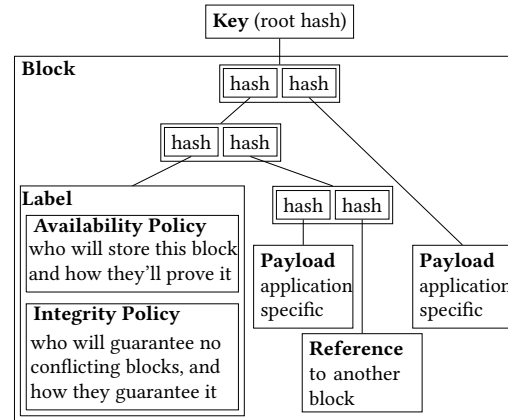 Key (root hash)
Block
hash hash
hash hash
Label
hash hash
Availability Policy
who will store this block
and how they'll prove it
Payload
application
specific
Payload
application
specific
Integrity Policy
who will guarantee no
conflicting blocks, and
how they guarantee it
Reference
to another
block